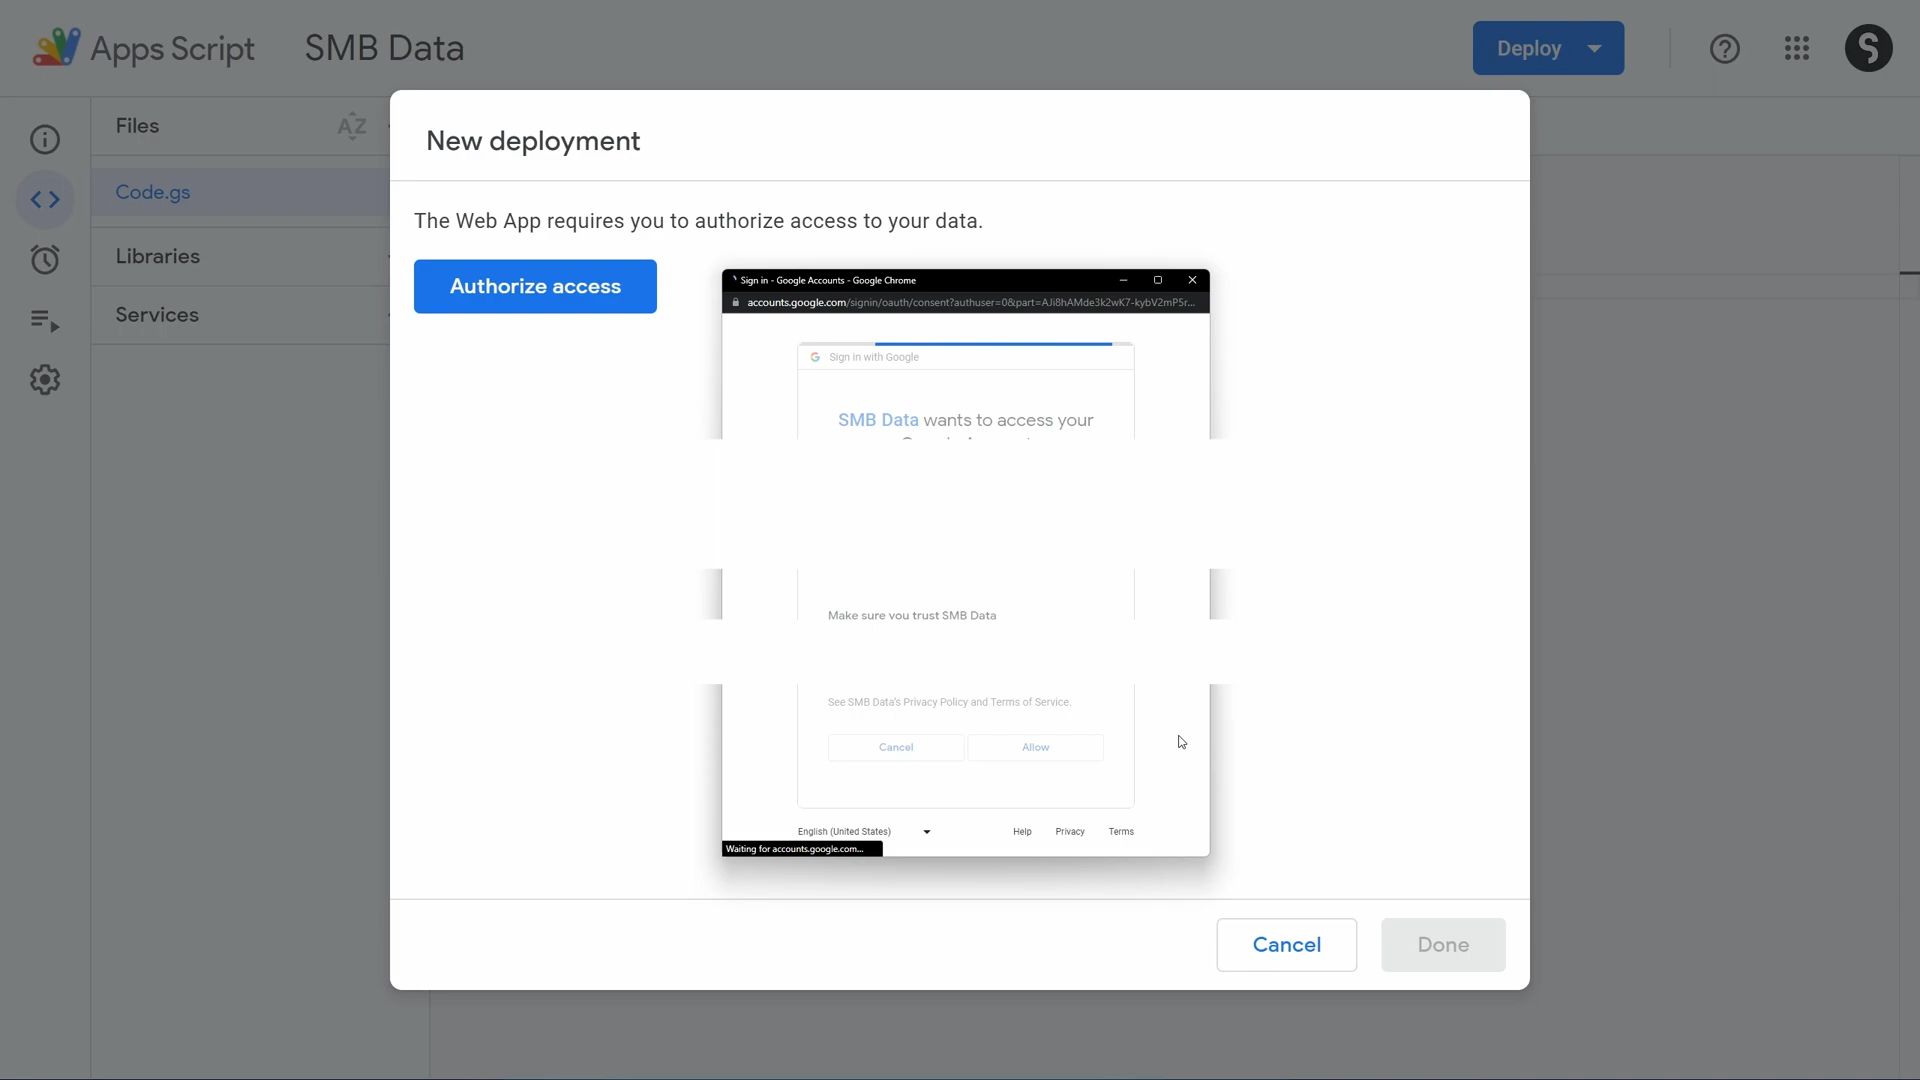 Apps Script
SMB Data
Deploy
Files
AZ
Code.gs
Libraries
Services
New deployment
The Web App requires you to authorize access to your data.
Authorize access
Sign in - Google Accounts - Google Chrome
accounts.google.com/signin/oauth/consent?authuser=0&part=AJi8hAMde3k2wK7-kybV2mP5r...
Sign in with Google
SMB Data wants to access your
Make sure you trust SMB Data
See SMB Data's Privacy Policy and Terms of Service.
Cancel
Allow
English (United States)
Help
Privacy
Terms
Waiting for accounts.google.com...
Cancel
Done